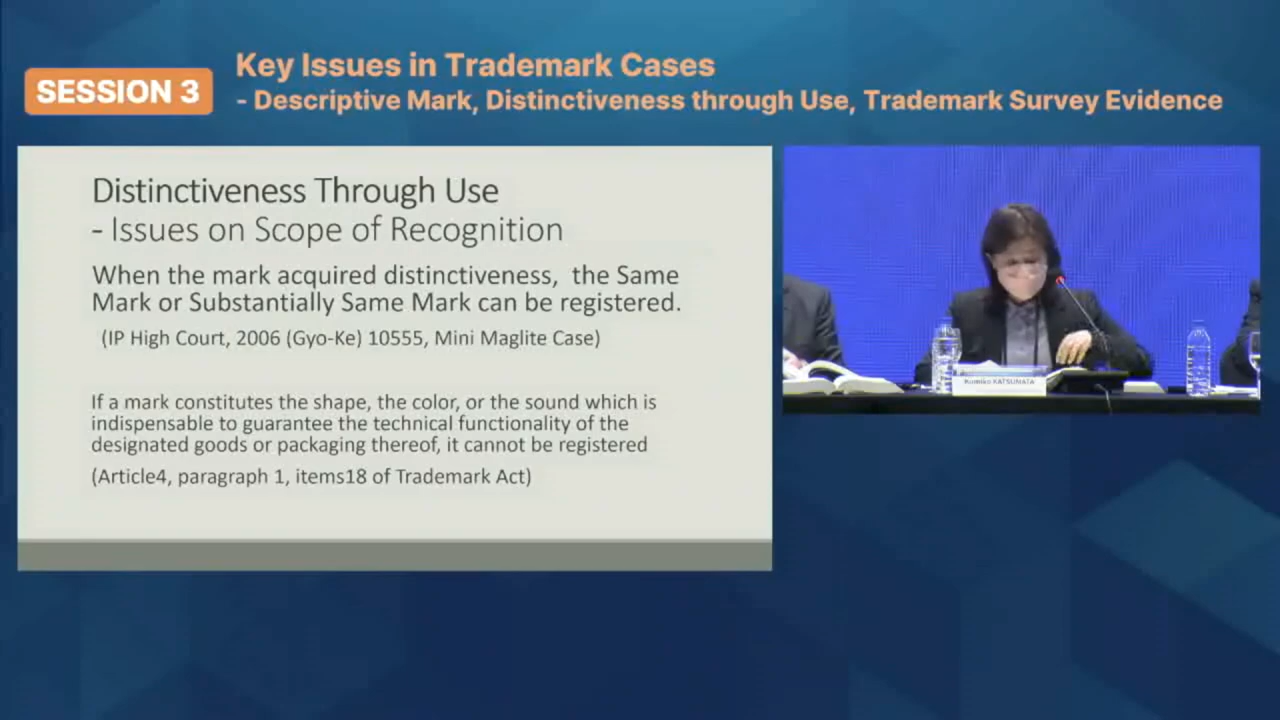 SESSION 3
Key Issues in Trademark Cases
- Descriptive Mark, Distinctiveness through Use, Trademark Survey Evidence
Distinctiveness Through Use
- Issues on Scope of Recognition
When the mark acquired distinctiveness, the Same
Mark or Substantially Same Mark can be registered.
(IP High Court, 2006 (Gyo-Ke) 10555, Mini Maglite Case)
If a mark constitutes the shape, the color, or the sound which is
indispensable to guarantee the technical functionality of the
designated goods or packaging thereof, it cannot be registered
(Article4, paragraph 1, items18 of Trademark Act)
Kumiko KATSUMATA